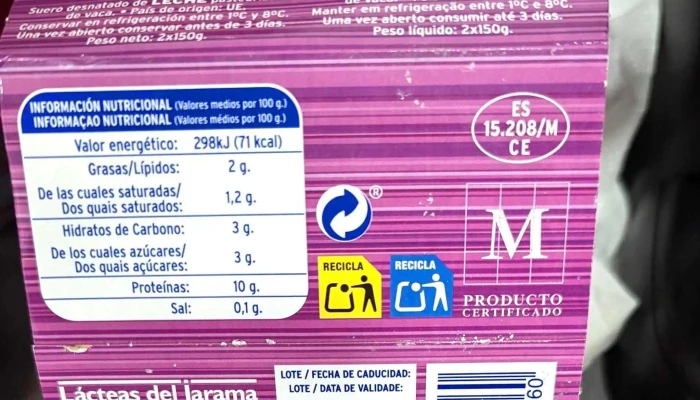 Suero desnatado de LECHE
de vaca. • País de origen: UE.
Conservar en refrigeración entre 1ºC y 8ºC.
Una vez abierto conservar antes de 3 días.
Peso neto: 2x150g.
Manter em refrigeração entre 1ºC e 8ºC.
Uma vez aberto consumir até 3 días.
Peso líquido: 2x150g.
INFORMACIÓN NUTRICIONAL (Valores medios por 100 g.)
INFORMAÇAO NUTRICIONAL (Valores médios por 100 g.)
Valor energético: 298kJ (71 kcal)
Grasas/Lípidos: 2 g.
De las cuales saturadas/
Dos quais saturados: 1,2 g.
Hidratos de Carbono: 3 g.
De los cuales azúcares/
Dos quais açúcares: 3 g.
Proteínas: 10 g.
Sal: 0,1 g.
ES
15.208/M
CE
®
M
PRODUCTO
CERTIFICADO
RECICLA
RECICLA
Lácteas del Jarama
LOTE / FECHA DE CADUCIDAD:
LOTE / DATA DE VALIDADE:
09